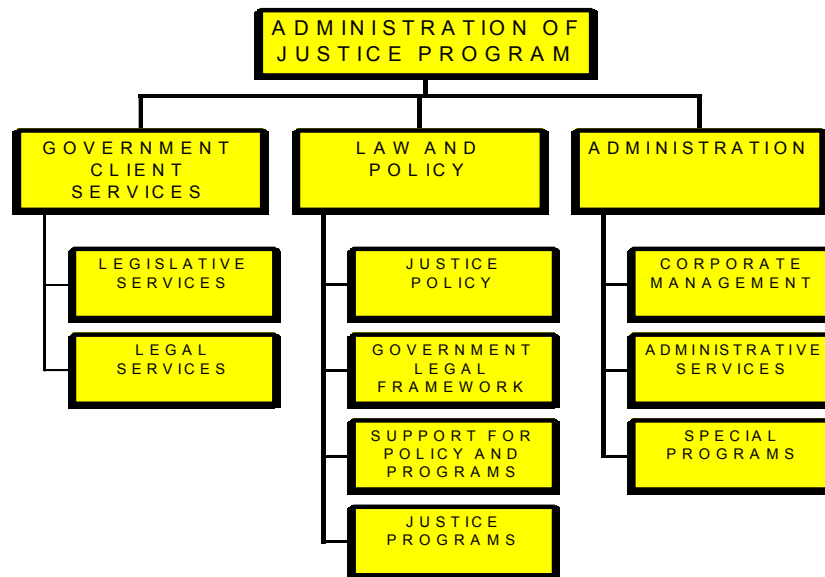 ADMINISTRATION OF
JUSTICE PROGRAM
GOVERNMENT
CLIENT
SERVICES
LEGISLATIVE
SERVICES
LEGAL
SERVICES
LAW AND
POLICY
JUSTICE
POLICY
GOVERNMENT
LEGAL
FRAMEWORK
SUPPORT FOR
POLICY AND
PROGRAMS
JUSTICE
PROGRAMS
ADMINISTRATION
CORPORATE
MANAGEMENT
ADMINISTRATIVE
SERVICES
SPECIAL
PROGRAMS